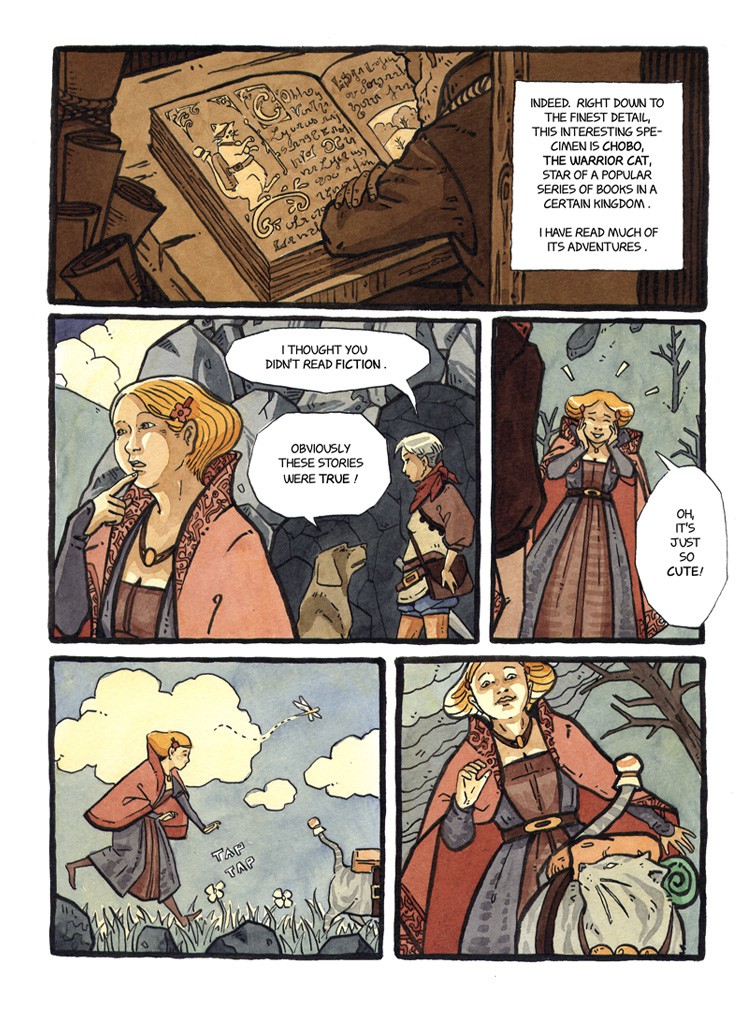 INDEED. RIGHT DOWN TO
THE FINEST DETAIL,
THIS INTERESTING SPE-
CIMEN IS CHOBO,
THE WARRIOR CAT,
STAR OF A POPULAR
SERIES OF BOOKS IN A
CERTAIN KINGDOM .
I HAVE READ MUCH OF
ITS ADVENTURES .
I THOUGHT YOU
DIDN'T READ FICTION .
OBVIOUSLY
THESE STORIES
WERE TRUE !
OH,
IT'S
JUST
SO
CUTE!
TAP
TAP